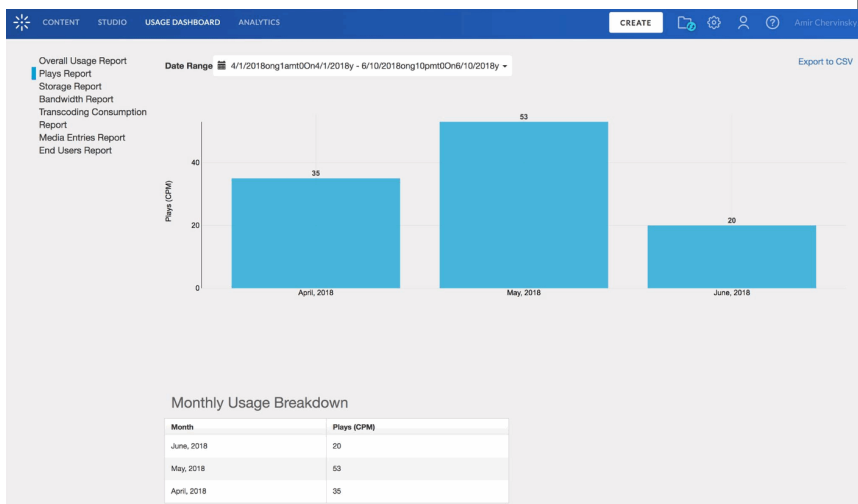 CONTENT STUDIO USAGE DASHBOARD ANALYTICS CREATE Amir Chervinsky
Overall Usage Report
Plays Report
Storage Report
Bandwidth Report
Transcoding Consumption
Report
Media Entries Report
End Users Report
Date Range 4/1/2018ong1amt0On4/1/2018y - 6/10/2018ong10pmt0On6/10/2018y
Export to CSV
Plays (CPM)
40
20
0
35
53
20
April, 2018 May, 2018 June, 2018
Monthly Usage Breakdown
Month Plays (CPM)
June, 2018 20
May, 2018 53
April, 2018 35